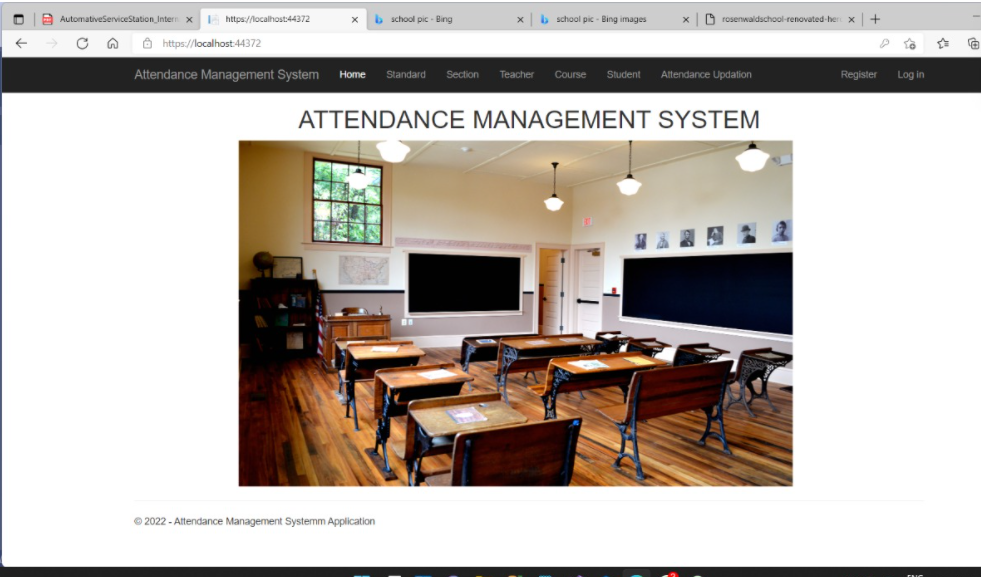 AutomativeServiceStation_Intern
https://localhost:44372
school pic - Bing
school pic - Bing images
rosenwaldschool-renovated-hen
https://localhost:44372
Attendance Management System Home Standard Section Teacher Course Student Attendance Updation Register Log in
ATTENDANCE MANAGEMENT SYSTEM
© 2022 - Attendance Management Systemm Application